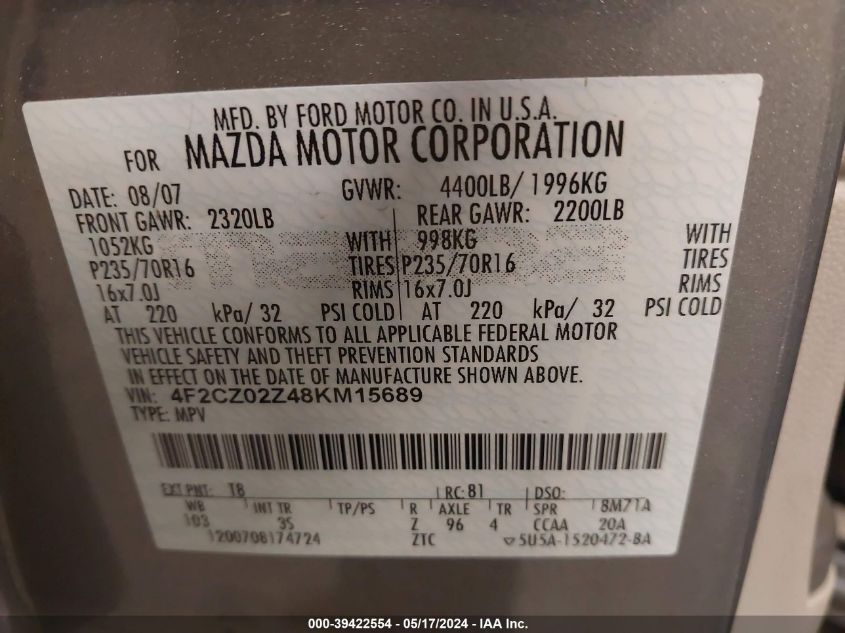 MFD. BY FORD MOTOR CO. IN U.S.A.
FOR MAZDA MOTOR CORPORATION
DATE: 08/07 GVWR: 4400LB/ 1996KG
FRONT GAWR: 2320LB REAR GAWR: 2200LB
1052KG WITH 998KG WITH
P235/70R16 TIRES P235/70R16 TIRES
16x7.0J RIMS 16x7.0J RIMS
AT 220 kPa/ 32 PSI COLD AT 220 kPa/ 32 PSI COLD
THIS VEHICLE CONFORMS TO ALL APPLICABLE FEDERAL MOTOR
VEHICLE SAFETY AND THEFT PREVENTION STANDARDS
IN EFFECT ON THE DATE OF MANUFACTURE SHOWN ABOVE.
VIN: 4F2CZ02Z48KM15689
TYPE: MPV
EXT PNT: T8 RC: 81 DSO:
WB INT TR TP/PS R AXLE TR SPR 8M71A
103 3S Z 96 4 CCAA 20A
1200708174724 ZTC 5U5A-1520472-BA
000-39422554 - 05/17/2024 - IAA Inc.